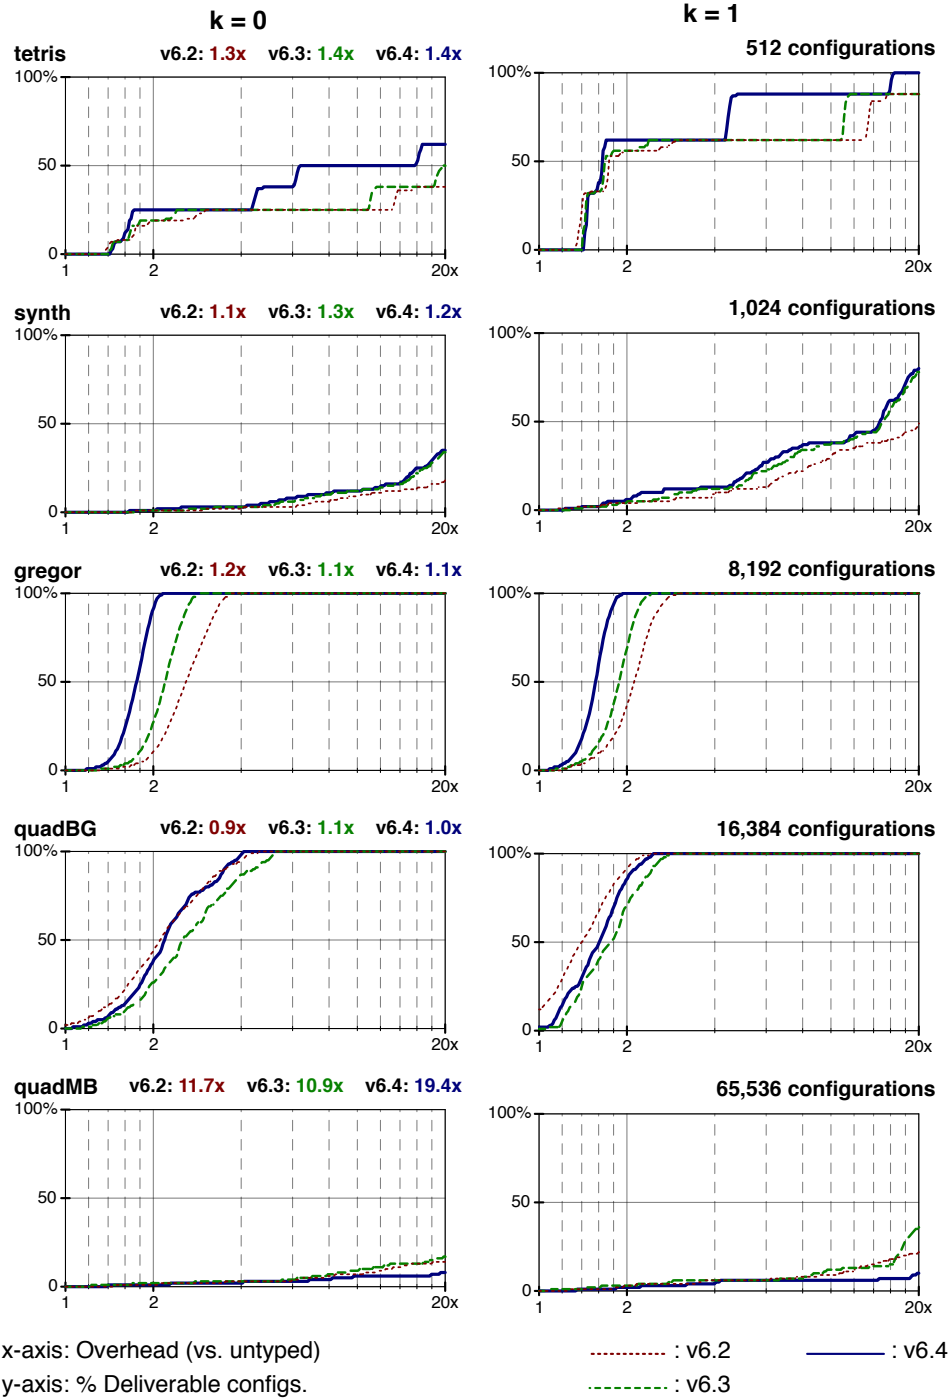 k = 0
k = 1
tetris v6.2: 1.3x v6.3: 1.4x v6.4: 1.4x
512 configurations
100%
50
0
1 2 20x
100%
50
0
1 2 20x
synth v6.2: 1.1x v6.3: 1.3x v6.4: 1.2x
1,024 configurations
100%
50
0
1 2 20x
100%
50
0
1 2 20x
gregor v6.2: 1.2x v6.3: 1.1x v6.4: 1.1x
8,192 configurations
100%
50
0
1 2 20x
100%
50
0
1 2 20x
quadBG v6.2: 0.9x v6.3: 1.1x v6.4: 1.0x
16,384 configurations
100%
50
0
1 2 20x
100%
50
0
1 2 20x
quadMB v6.2: 11.7x v6.3: 10.9x v6.4: 19.4x
65,536 configurations
100%
50
0
1 2 20x
100%
50
0
1 2 20x
x-axis: Overhead (vs. untyped)
y-axis: % Deliverable configs.
: v6.2 : v6.4
: v6.3